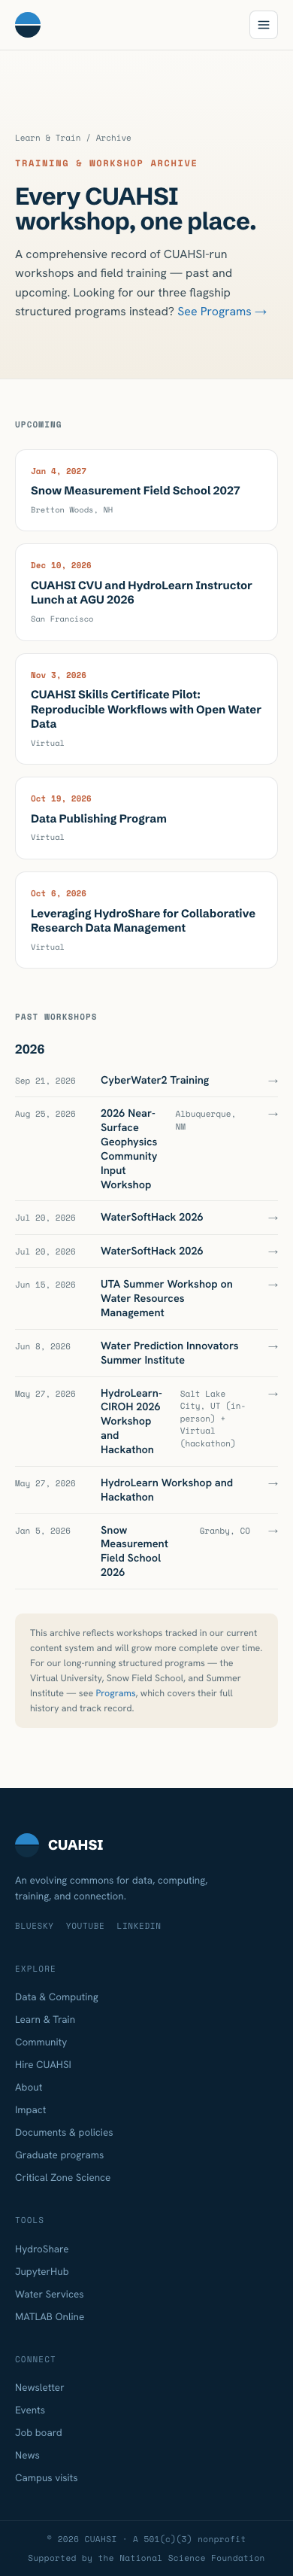 Learn & Train / Archive
TRAINING & WORKSHOP ARCHIVE
Every CUAHSI
workshop, one place.
A comprehensive record of CUAHSI-run
workshops and field training — past and
upcoming. Looking for our three flagship
structured programs instead? See Programs →
UPCOMING
Jan 4, 2027
Snow Measurement Field School 2027
Bretton Woods, NH
Dec 10, 2026
CUAHSI CVU and HydroLearn Instructor
Lunch at AGU 2026
San Francisco
Nov 3, 2026
CUAHSI Skills Certificate Pilot:
Reproducible Workflows with Open Water
Data
Virtual
Oct 19, 2026
Data Publishing Program
Virtual
Oct 6, 2026
Leveraging HydroShare for Collaborative
Research Data Management
Virtual
PAST WORKSHOPS
2026
Sep 21, 2026 CyberWater2 Training →
Aug 25, 2026 2026 Near- Albuquerque, →
Surface NM
Geophysics
Community
Input
Workshop
Jul 20, 2026 WaterSoftHack 2026 →
Jul 20, 2026 WaterSoftHack 2026 →
Jun 15, 2026 UTA Summer Workshop on →
Water Resources
Management
Jun 8, 2026 Water Prediction Innovators →
Summer Institute
May 27, 2026 HydroLearn- Salt Lake →
CIROH 2026 City, UT (in-
Workshop person) +
and Virtual
Hackathon (hackathon)
May 27, 2026 HydroLearn Workshop and →
Hackathon
Jan 5, 2026 Snow Granby, CO →
Measurement
Field School
2026
This archive reflects workshops tracked in our current
content system and will grow more complete over time.
For our long-running structured programs — the
Virtual University, Snow Field School, and Summer
Institute — see Programs, which covers their full
history and track record.
CUAHSI
An evolving commons for data, computing,
training, and connection.
BLUESKY YOUTUBE LINKEDIN
EXPLORE
Data & Computing
Learn & Train
Community
Hire CUAHSI
About
Impact
Documents & policies
Graduate programs
Critical Zone Science
TOOLS
HydroShare
JupyterHub
Water Services
MATLAB Online
CONNECT
Newsletter
Events
Job board
News
Campus visits
© 2026 CUAHSI · A 501(c)(3) nonprofit
Supported by the National Science Foundation